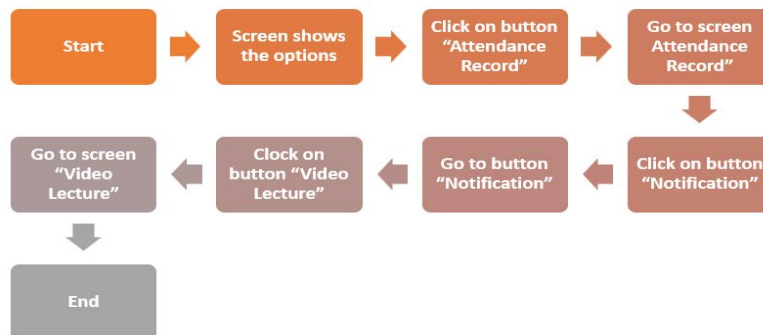 Start
Screen shows
the options
Click on button
“Attendance
Record”
Go to screen
Attendance
Record”
Click on button
“Notification”
Go to button
“Notification”
Clock on
button “Video
Lecture”
Go to screen
“Video
Lecture”
End